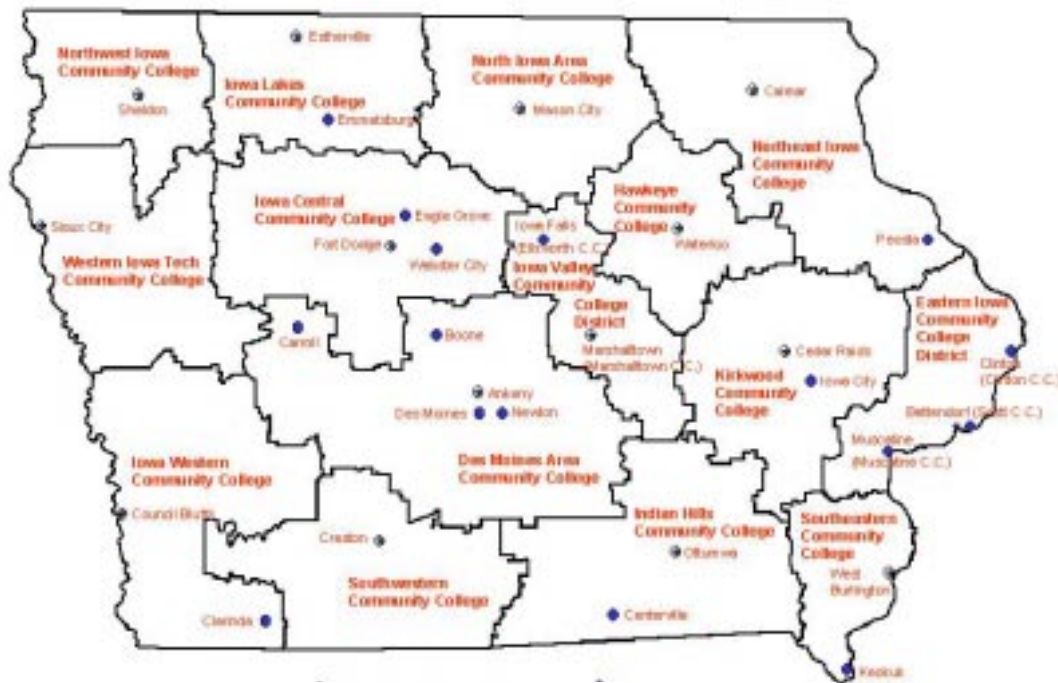 Estherville
Northwest Iowa
Community College
Sheldon
Iowa Lakes
Community College
Emmetsburg
North Iowa Area
Community College
Mason City
Calmar
Northeast Iowa
Community
College
Sioux City
Western Iowa Tech
Community College
Iowa Central
Community College
Eagle Grove
Fort Dodge
Webster City
Iowa Falls
(Ellsworth C.C.)
Iowa Valley
Community
College
District
Marshalltown
(Marshalltown C.C.)
Hawkeye
Community
College
Waterloo
Peosta
Eastern Iowa
Community
College
District
Clinton
(Clinton C.C.)
Bettendorf (Scott C.C.)
Muscatine
(Muscatine C.C.)
Carroll
Boone
Ankeny
Des Moines
Newton
Des Moines Area
Community College
Cedar Raids
Iowa City
Kirkwood
Community
College
Iowa Western
Community College
Council Bluffs
Clarinda
Creston
Southwestern
Community College
Indian Hills
Community College
Ottumwa
Centerville
Southeastern
Community
College
West
Burlington
Keokuk